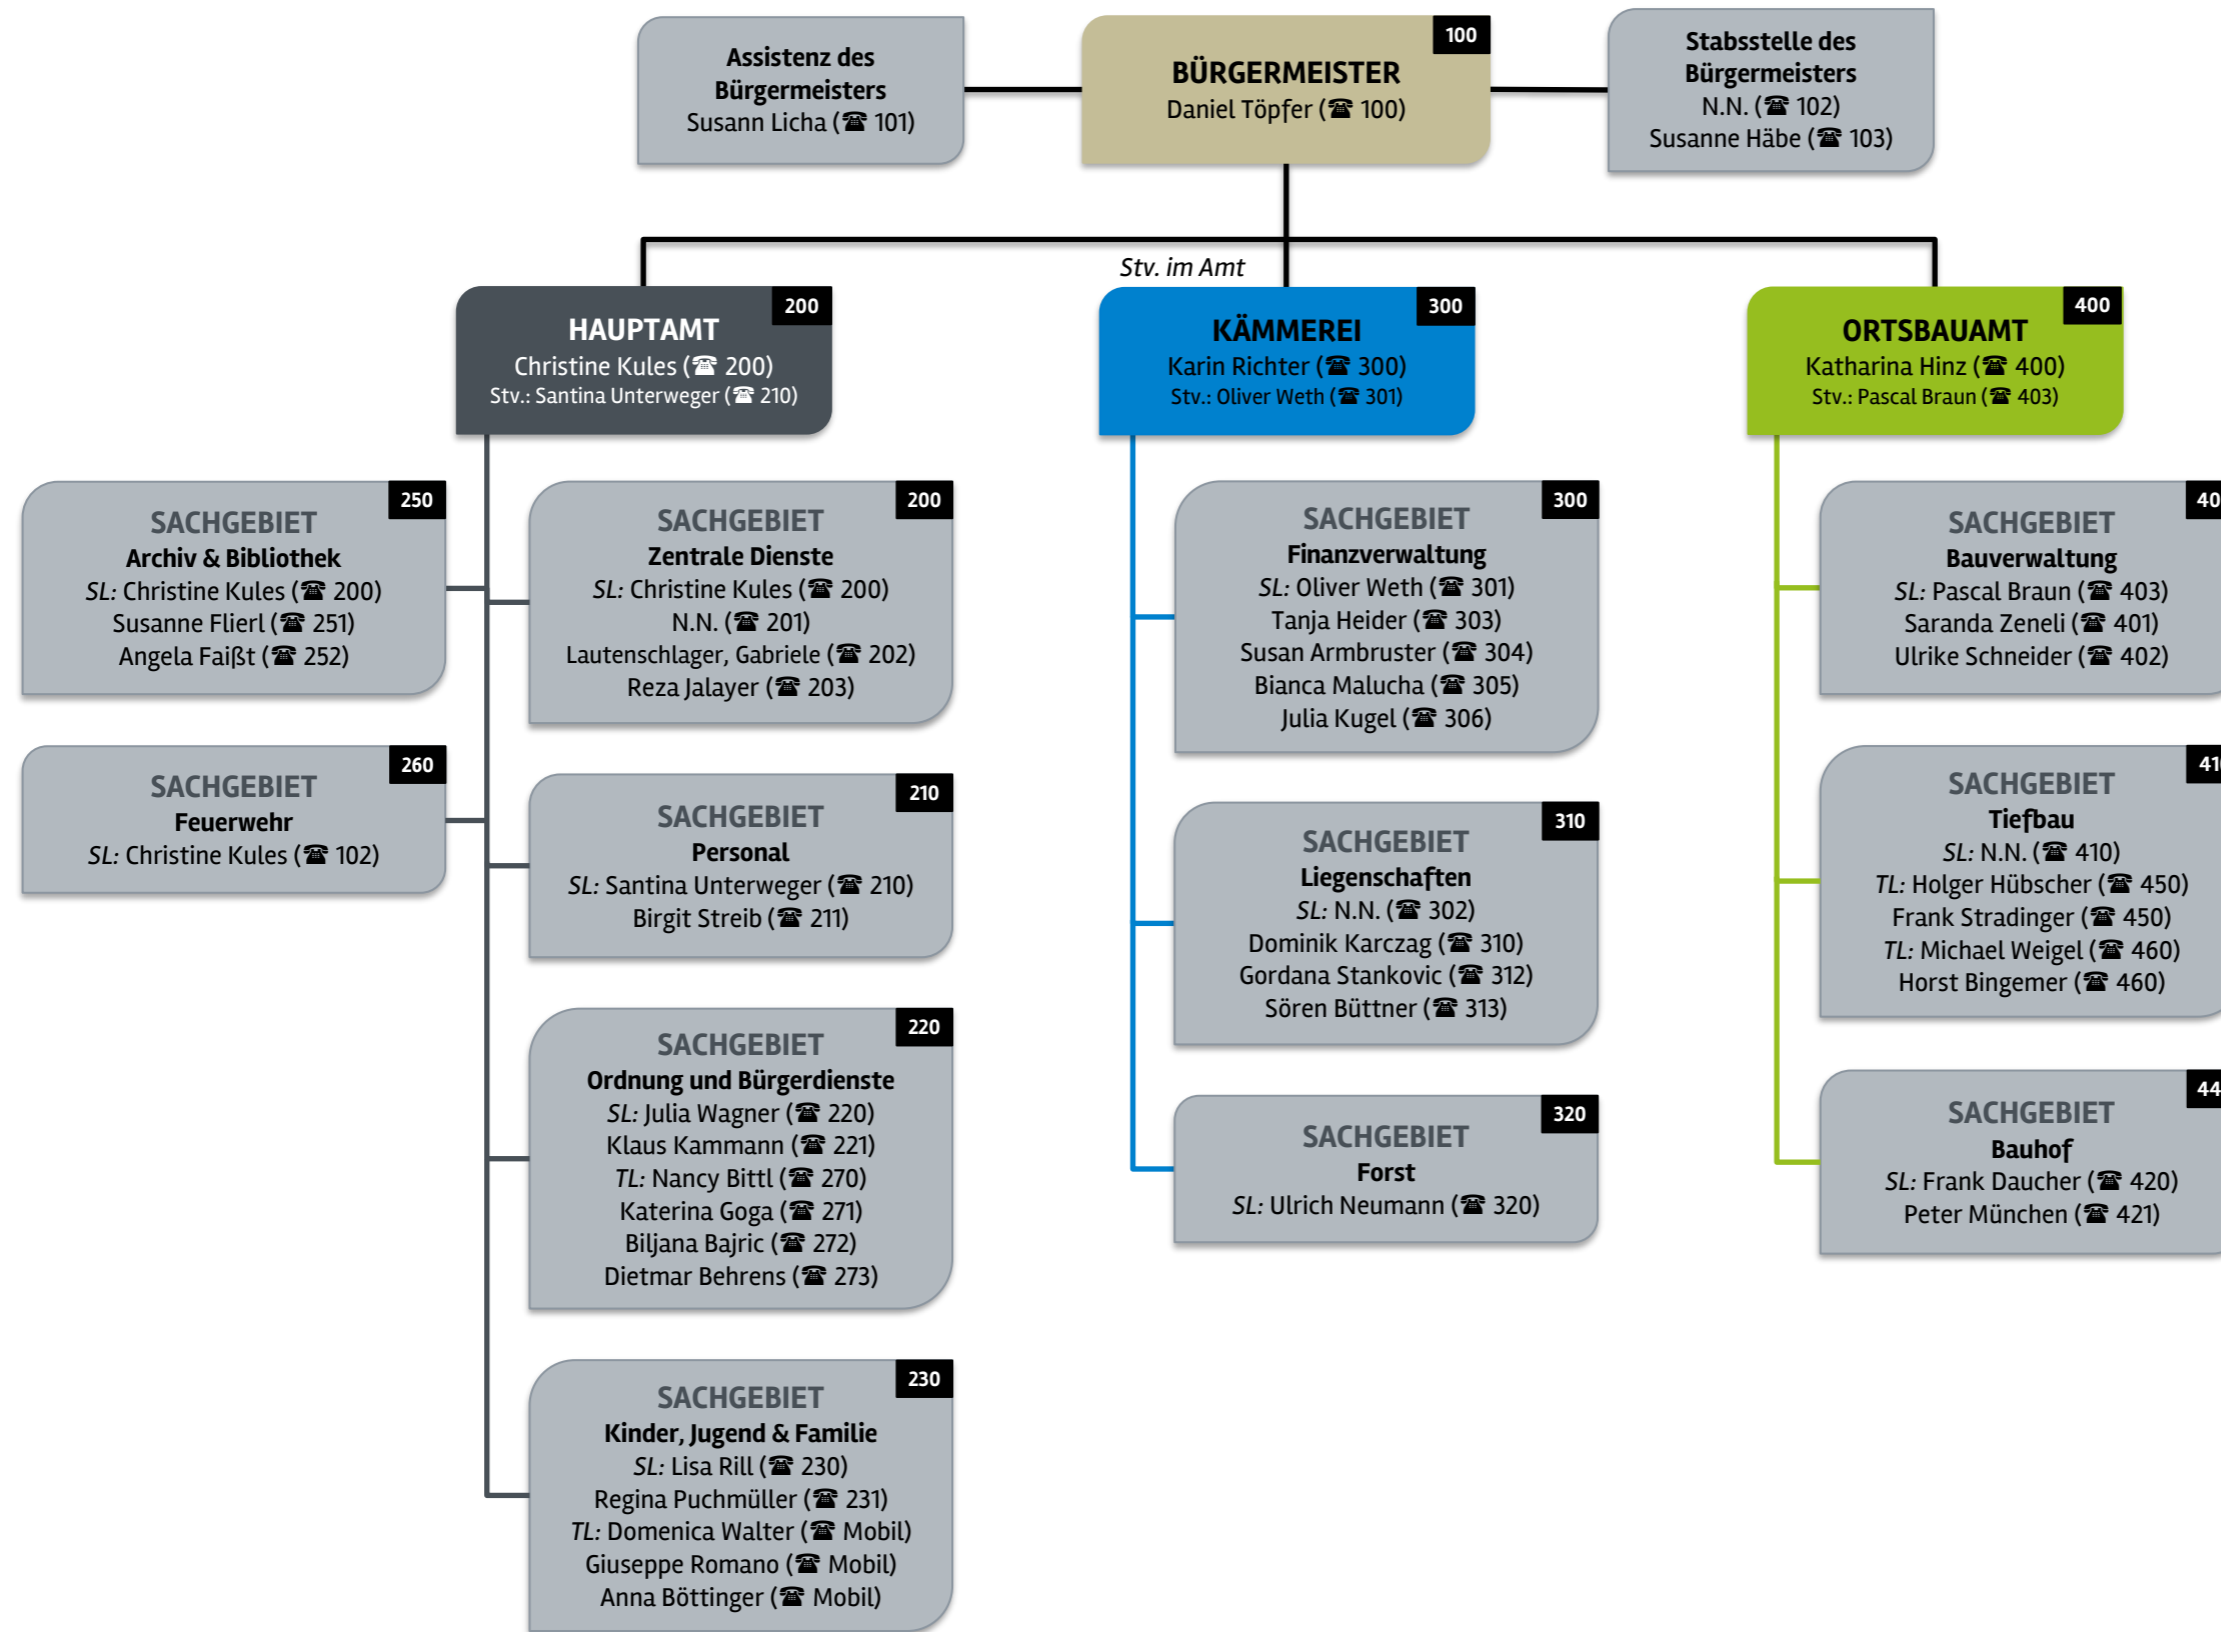 Assistenz des
Bürgermeisters
Susann Licha (☎ 101)
100
BÜRGERMEISTER
Daniel Töpfer (☎ 100)
Stabsstelle des
Bürgermeisters
N.N. (☎ 102)
Susanne Häbe (☎ 103)
Stv. im Amt
200
HAUPTAMT
Christine Kules (☎ 200)
Stv.: Santina Unterweger (☎ 210)
300
KÄMMEREI
Karin Richter (☎ 300)
Stv.: Oliver Weth (☎ 301)
400
ORTSBAUAMT
Katharina Hinz (☎ 400)
Stv.: Pascal Braun (☎ 403)
250
SACHGEBIET
Archiv & Bibliothek
SL: Christine Kules (☎ 200)
Susanne Flierl (☎ 251)
Angela Faißt (☎ 252)
260
SACHGEBIET
Feuerwehr
SL: Christine Kules (☎ 102)
200
SACHGEBIET
Zentrale Dienste
SL: Christine Kules (☎ 200)
N.N. (☎ 201)
Lautenschlager, Gabriele (☎ 202)
Reza Jalayer (☎ 203)
210
SACHGEBIET
Personal
SL: Santina Unterweger (☎ 210)
Birgit Streib (☎ 211)
220
SACHGEBIET
Ordnung und Bürgerdienste
SL: Julia Wagner (☎ 220)
Klaus Kammann (☎ 221)
TL: Nancy Bittl (☎ 270)
Katerina Goga (☎ 271)
Biljana Bajric (☎ 272)
Dietmar Behrens (☎ 273)
230
SACHGEBIET
Kinder, Jugend & Familie
SL: Lisa Rill (☎ 230)
Regina Puchmüller (☎ 231)
TL: Domenica Walter (☎ Mobil)
Giuseppe Romano (☎ Mobil)
Anna Böttinger (☎ Mobil)
300
SACHGEBIET
Finanzverwaltung
SL: Oliver Weth (☎ 301)
Tanja Heider (☎ 303)
Susan Armbruster (☎ 304)
Bianca Malucha (☎ 305)
Julia Kugel (☎ 306)
310
SACHGEBIET
Liegenschaften
SL: N.N. (☎ 302)
Dominik Karczag (☎ 310)
Gordana Stankovic (☎ 312)
Sören Büttner (☎ 313)
320
SACHGEBIET
Forst
SL: Ulrich Neumann (☎ 320)
SACHGEBIET
Bauverwaltung
SL: Pascal Braun (☎ 403)
Saranda Zeneli (☎ 401)
Ulrike Schneider (☎ 402)
SACHGEBIET
Tiefbau
SL: N.N. (☎ 410)
TL: Holger Hübscher (☎ 450)
Frank Stradinger (☎ 450)
TL: Michael Weigel (☎ 460)
Horst Bingemer (☎ 460)
SACHGEBIET
Bauhof
SL: Frank Daucher (☎ 420)
Peter München (☎ 421)